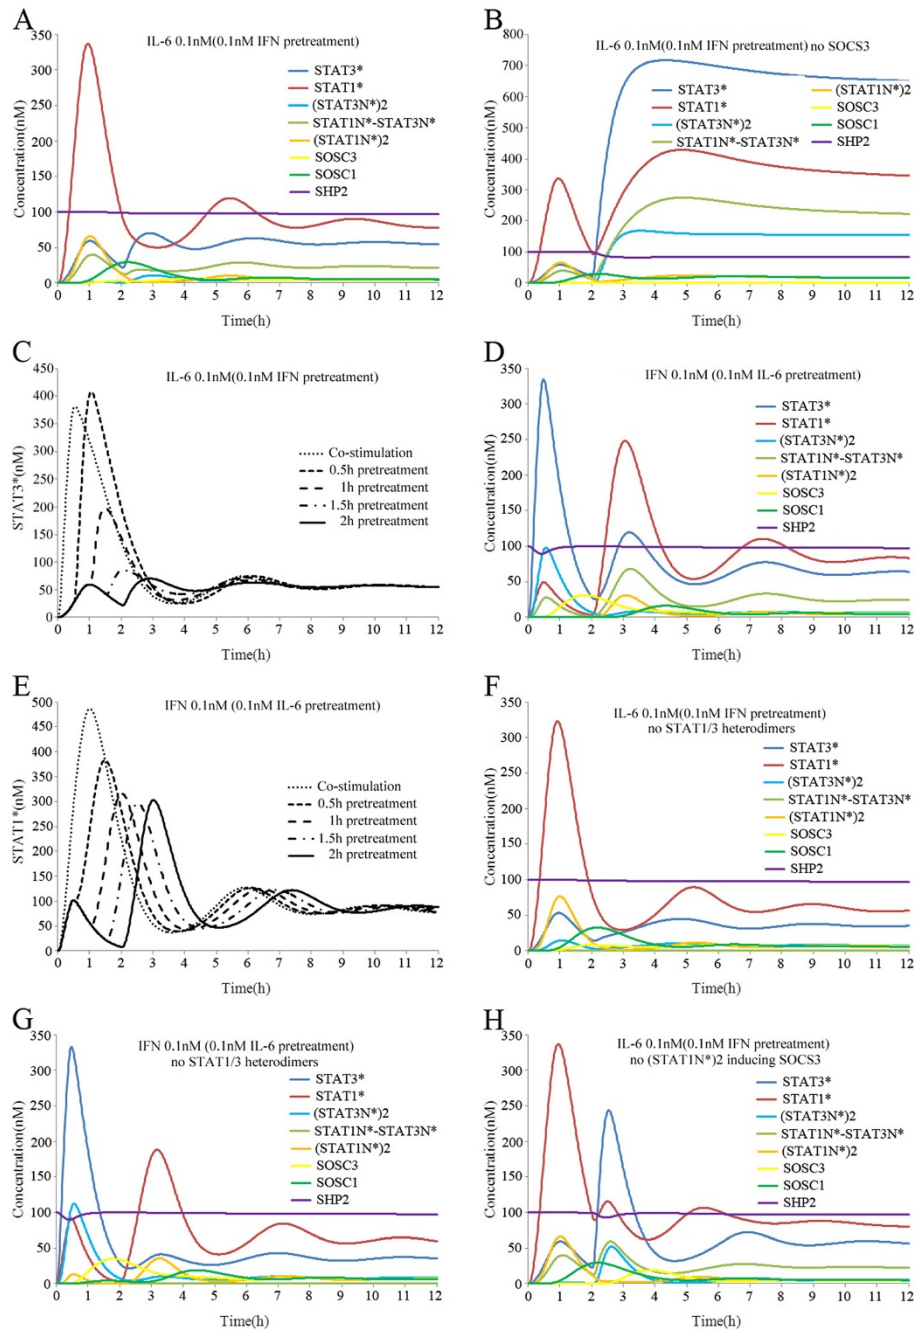 A
IL-6 0.1nM(0.1nM IFN pretreatment)
Concentration(nM)
350
300
250
200
150
100
50
0
STAT3*
STAT1*
(STAT3N*)2
STAT1N*-STAT3N*
(STAT1N*)2
SOSC3
SOSC1
SHP2
0 1 2 3 4 5 6 7 8 9 10 11 12
Time(h)
B
IL-6 0.1nM(0.1nM IFN pretreatment) no SOCS3
Concentration(nM)
800
700
600
500
400
300
200
100
0
STAT3*
STAT1*
(STAT3N*)2
STAT1N*-STAT3N*
(STAT1N*)2
SOSC3
SOSC1
SHP2
0 1 2 3 4 5 6 7 8 9 10 11 12
Time(h)
C
IL-6 0.1nM(0.1nM IFN pretreatment)
STAT3*(nM)
450
400
350
300
250
200
150
100
50
0
Co-stimulation
0.5h pretreatment
1h pretreatment
1.5h pretreatment
2h pretreatment
0 1 2 3 4 5 6 7 8 9 10 11 12
Time(h)
D
IFN 0.1nM (0.1nM IL-6 pretreatment)
Concentration(nM)
350
300
250
200
150
100
50
0
STAT3*
STAT1*
(STAT3N*)2
STAT1N*-STAT3N*
(STAT1N*)2
SOSC3
SOSC1
SHP2
0 1 2 3 4 5 6 7 8 9 10 11 12
Time(h)
E
IFN 0.1nM (0.1nM IL-6 pretreatment)
STAT1*(nM)
500
450
400
350
300
250
200
150
100
50
0
Co-stimulation
0.5h pretreatment
1h pretreatment
1.5h pretreatment
2h pretreatment
0 1 2 3 4 5 6 7 8 9 10 11 12
Time(h)
F
IL-6 0.1nM(0.1nM IFN pretreatment)
no STAT1/3 heterodimers
Concentration(nM)
350
300
250
200
150
100
50
0
STAT3*
STAT1*
(STAT3N*)2
STAT1N*-STAT3N*
(STAT1N*)2
SOSC3
SOSC1
SHP2
0 1 2 3 4 5 6 7 8 9 10 11 12
Time(h)
G
IFN 0.1nM (0.1nM IL-6 pretreatment)
no STAT1/3 heterodimers
Concentration(nM)
350
300
250
200
150
100
50
0
STAT3*
STAT1*
(STAT3N*)2
STAT1N*-STAT3N*
(STAT1N*)2
SOSC3
SOSC1
SHP2
0 1 2 3 4 5 6 7 8 9 10 11 12
Time(h)
H
IL-6 0.1nM(0.1nM IFN pretreatment)
no (STAT1N*)2 inducing SOCS3
Concentration(nM)
350
300
250
200
150
100
50
0
STAT3*
STAT1*
(STAT3N*)2
STAT1N*-STAT3N*
(STAT1N*)2
SOSC3
SOSC1
SHP2
0 1 2 3 4 5 6 7 8 9 10 11 12
Time(h)